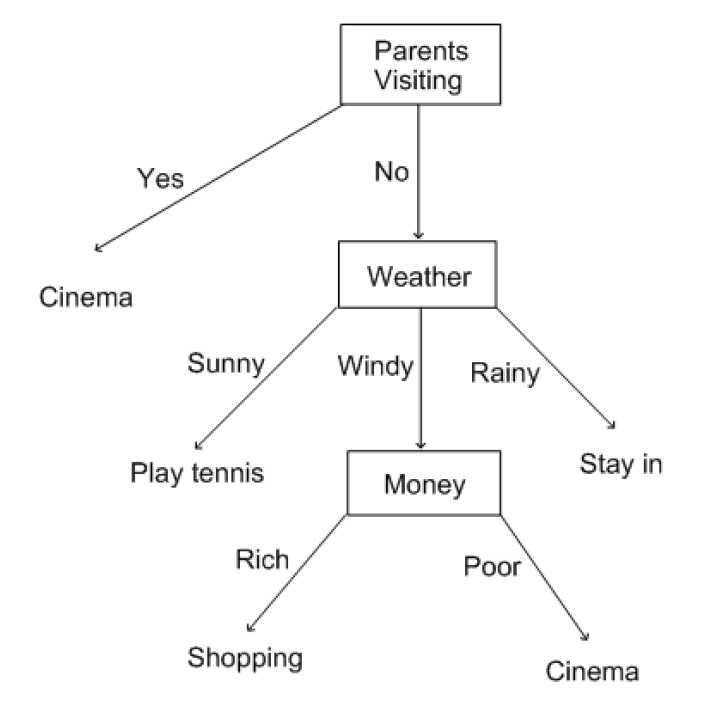 Parents
Visiting
Yes
No
Cinema
Weather
Sunny
Windy
Rainy
Play tennis
Stay in
Money
Rich
Poor
Shopping
Cinema